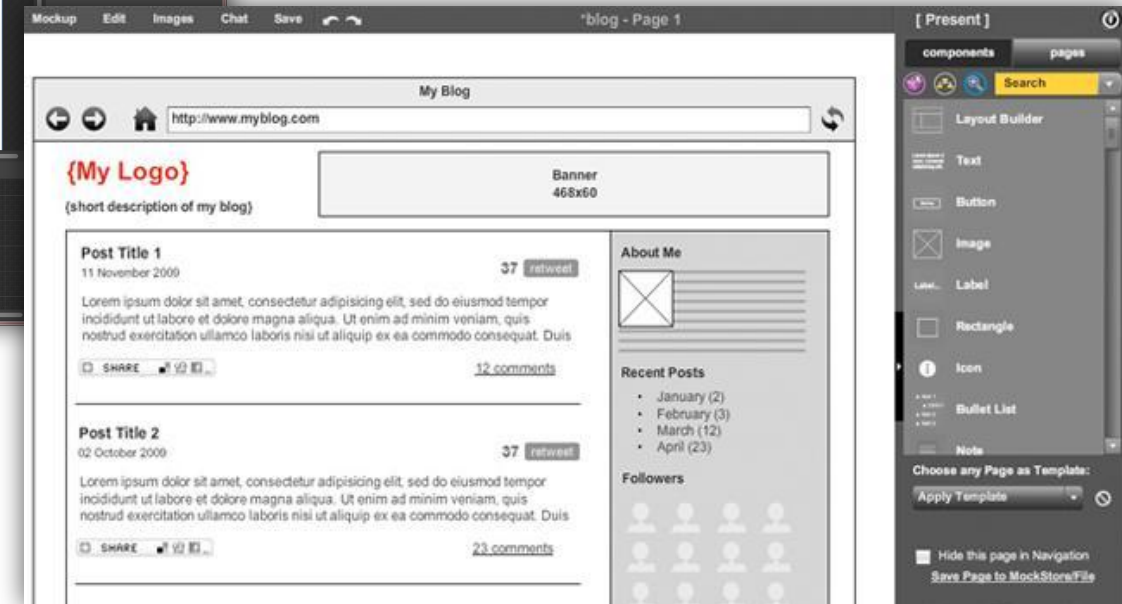 Mockup Edit Images Chat Save
*blog - Page 1
[ Present ]
components pages
Search
Layout Builder
Text
Button
Image
Label
Rectangle
Icon
Bullet List
Note
Choose any Page as Template:
Apply Template
Hide this page in Navigation
Save Page to MockStore/File
My Blog
http://www.myblog.com
{My Logo}
{short description of my blog}
Banner
468x60
Post Title 1
11 November 2009
37 retweet
Lorem ipsum dolor sit amet, consectetur adipisicing elit, sed do eiusmod tempor
incididunt ut labore et dolore magna aliqua. Ut enim ad minim veniam, quis
nostrud exercitation ullamco laboris nisi ut aliquip ex ea commodo consequat. Duis
SHARE
12 comments
Post Title 2
02 October 2009
37 retweet
Lorem ipsum dolor sit amet, consectetur adipisicing elit, sed do eiusmod tempor
incididunt ut labore et dolore magna aliqua. Ut enim ad minim veniam, quis
nostrud exercitation ullamco laboris nisi ut aliquip ex ea commodo consequat. Duis
SHARE
23 comments
About Me
Recent Posts
• January (2)
• February (3)
• March (12)
• April (23)
Followers